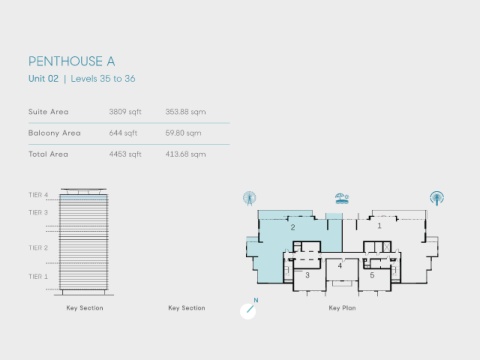 PENTHOUSE A
Unit 02 | Levels 35 to 36
Suite Area 3809 sqft 353.88 sqm
Balcony Area 644 sqft 59.80 sqm
Total Area 4453 sqft 413.68 sqm
TIER 4
TIER 3
TIER 2
TIER 1
2
1
3
4
5
N
Key Section
Key Section
Key Plan